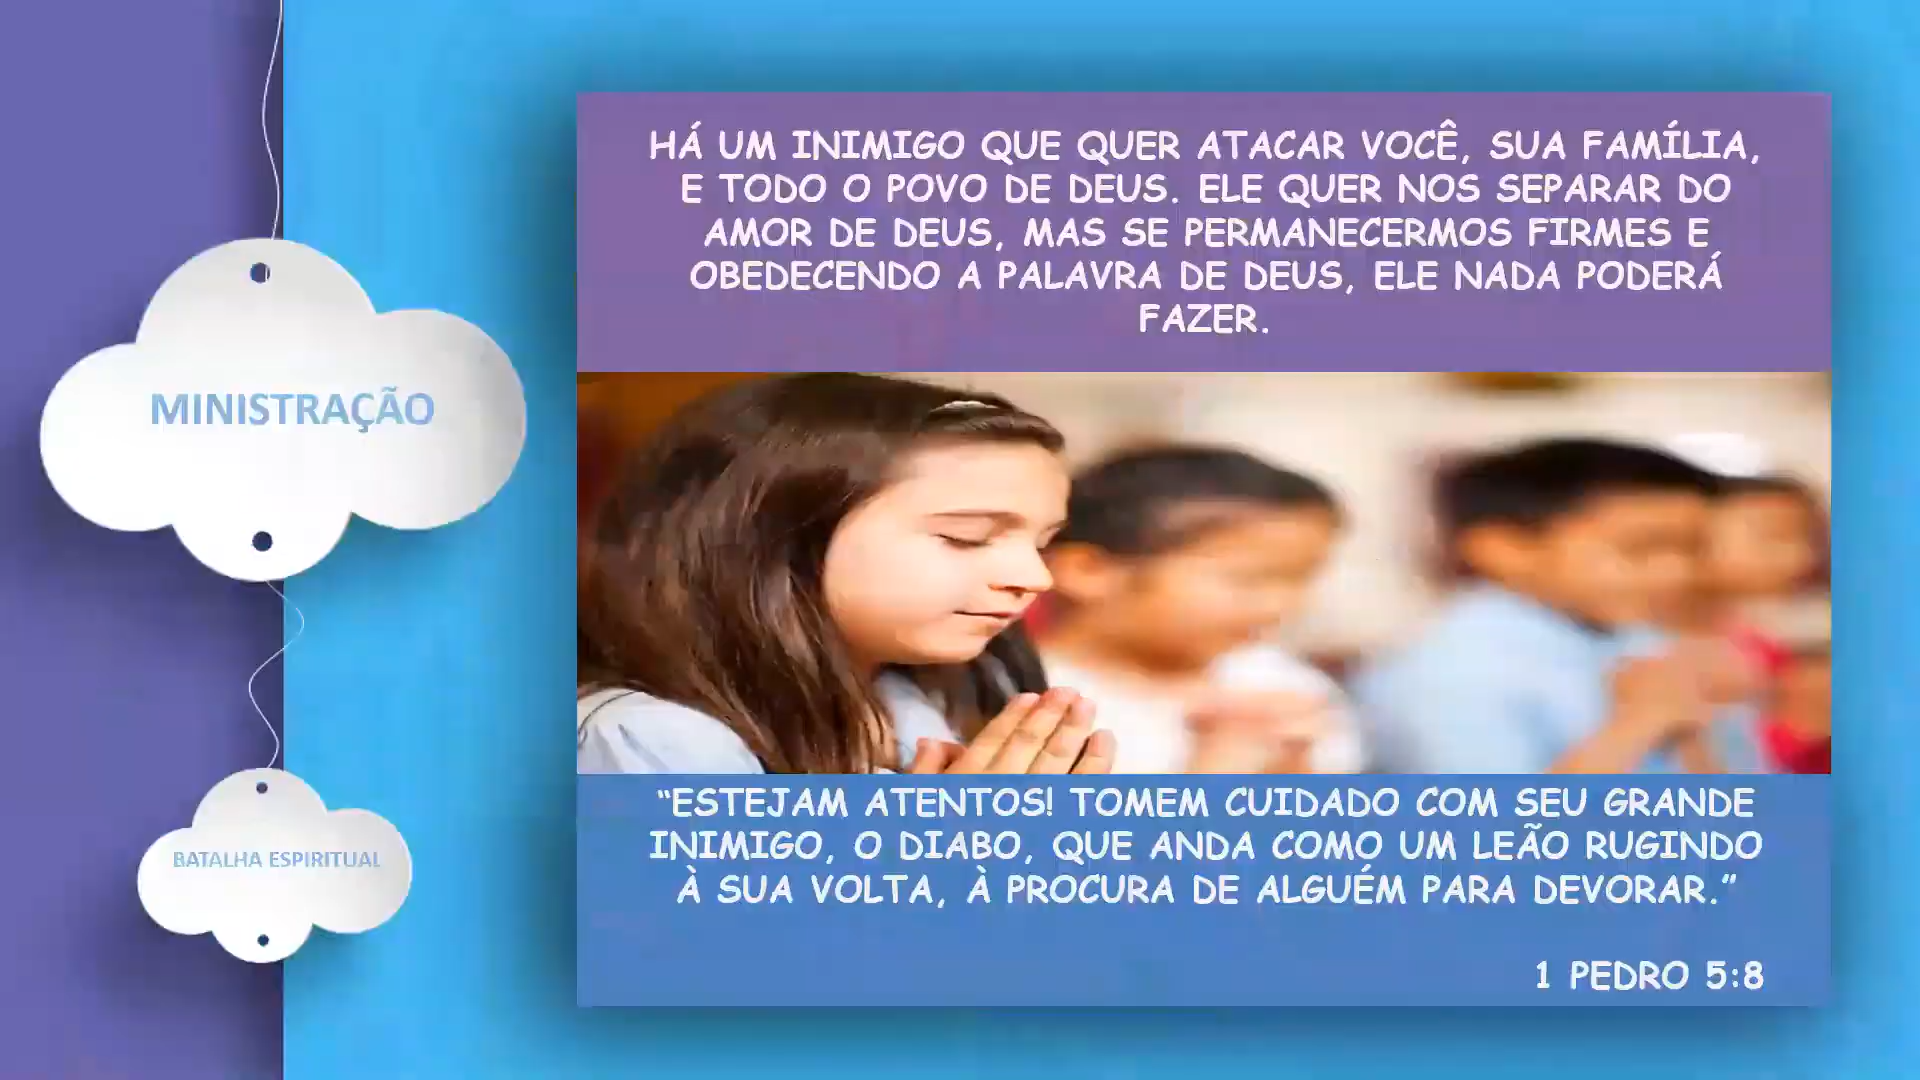 MINISTRAÇÃO
BATALHA ESPIRITUAL
HÁ UM INIMIGO QUE QUER ATACAR VOCÊ, SUA FAMÍLIA,
E TODO O POVO DE DEUS. ELE QUER NOS SEPARAR DO
AMOR DE DEUS, MAS SE PERMANECERMOS FIRMES E
OBEDECENDO A PALAVRA DE DEUS, ELE NADA PODERÁ
FAZER.
“ESTEJAM ATENTOS! TOMEM CUIDADO COM SEU GRANDE
INIMIGO, O DIABO, QUE ANDA COMO UM LEÃO RUGINDO
À SUA VOLTA, À PROCURA DE ALGUÉM PARA DEVORAR.”
1 PEDRO 5:8